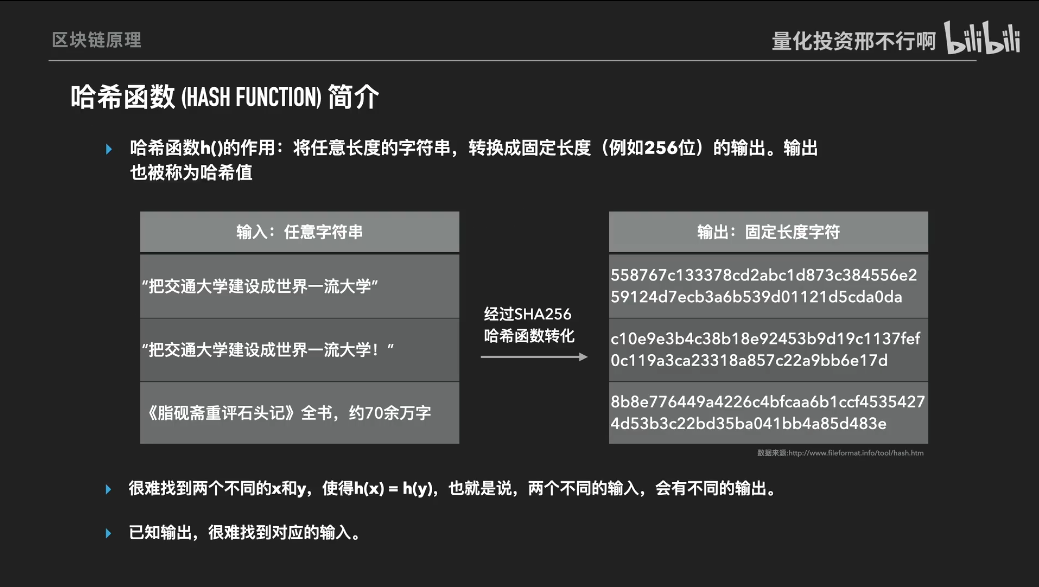 区块链原理
量化投资邢不行啊 bilibili
哈希函数 (HASH FUNCTION) 简介
哈希函数h()的作用：将任意长度的字符串，转换成固定长度（例如256位）的输出。输出
也被称为哈希值
输入：任意字符串
输出：固定长度字符
“把交通大学建设成世界一流大学”
558767c133378cd2abc1d873c384556e2
59124d7ecb3a6b539d01121d5cda0da
经过SHA256
哈希函数转化
“把交通大学建设成世界一流大学！“
c10e9e3b4c38b18e92453b9d19c1137fef
0c119a3ca23318a857c22a9bb6e17d
《脂砚斋重评石头记》全书，约70余万字
8b8e776449a4226c4bfcaa6b1ccf4535427
4d53b3c22bd35ba041bb4a85d483e
数据来源:http://www.fileformat.info/tool/hash.htm
很难找到两个不同的x和y，使得h(x) = h(y)，也就是说，两个不同的输入，会有不同的输出。
已知输出，很难找到对应的输入。